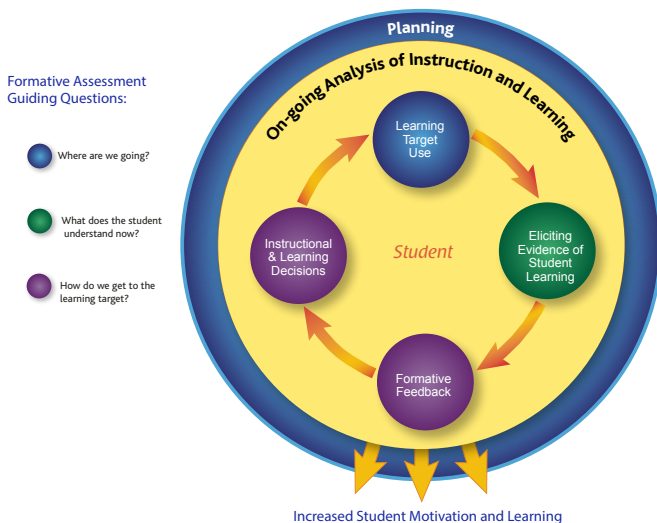 Planning
On-going Analysis of Instruction and Learning
Formative Assessment
Guiding Questions:
Where are we going?
What does the student
understand now?
How do we get to the
learning target?
Learning
Target
Use
Eliciting
Evidence of
Student
Learning
Formative
Feedback
Instructional
& Learning
Decisions
Student
Increased Student Motivation and Learning